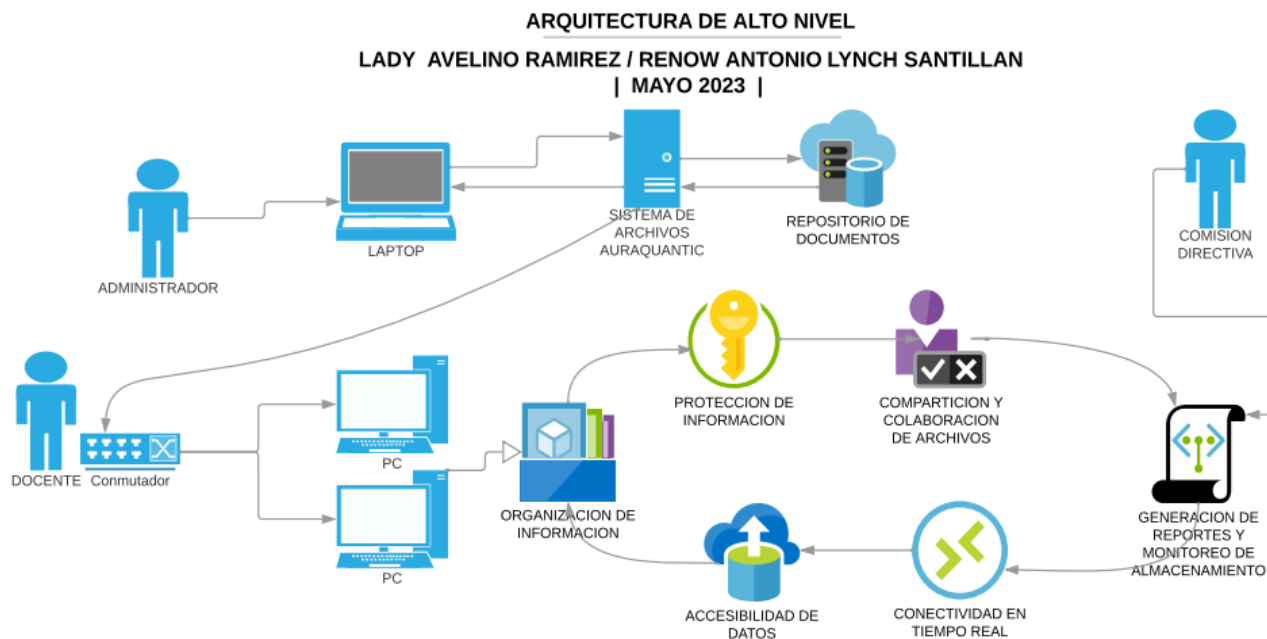 ARQUITECTURA DE ALTO NIVEL
LADY AVELINO RAMIREZ / RENOW ANTONIO LYNCH SANTILLAN
| MAYO 2023 |
ADMINISTRADOR
LAPTOP
SISTEMA DE
ARCHIVOS
AURAQUANTIC
REPOSITORIO DE
DOCUMENTOS
COMISION
DIRECTIVA
DOCENTE
Conmutador
PC
PC
ORGANIZACION DE
INFORMACION
PROTECCION DE
INFORMACION
COMPARTICION Y
COLABORACION
DE ARCHIVOS
GENERACION DE
REPORTES Y
MONITOREO DE
ALMACENAMIENTO
ACCESIBILIDAD DE
DATOS
CONECTIVIDAD EN
TIEMPO REAL